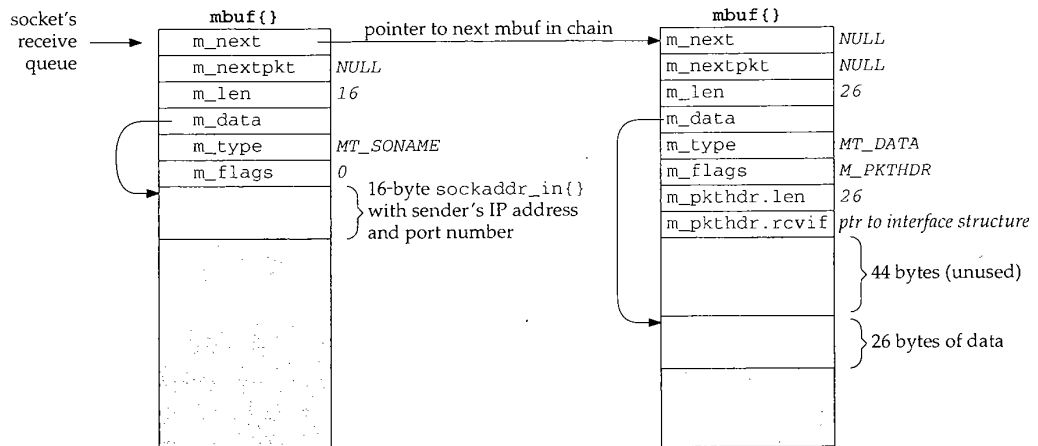 socket's
receive
queue
mbuf{}
m_next
m_nextpkt NULL
m_len 16
m_data
m_type MT_SONAME
m_flags 0
16-byte sockaddr_in{}
with sender's IP address
and port number
pointer to next mbuf in chain
mbuf{}
m_next NULL
m_nextpkt NULL
m_len 26
m_data
m_type MT_DATA
m_flags M_PKTHDR
m_pkthdr.len 26
m_pkthdr.rcvif ptr to interface structure
44 bytes (unused)
26 bytes of data